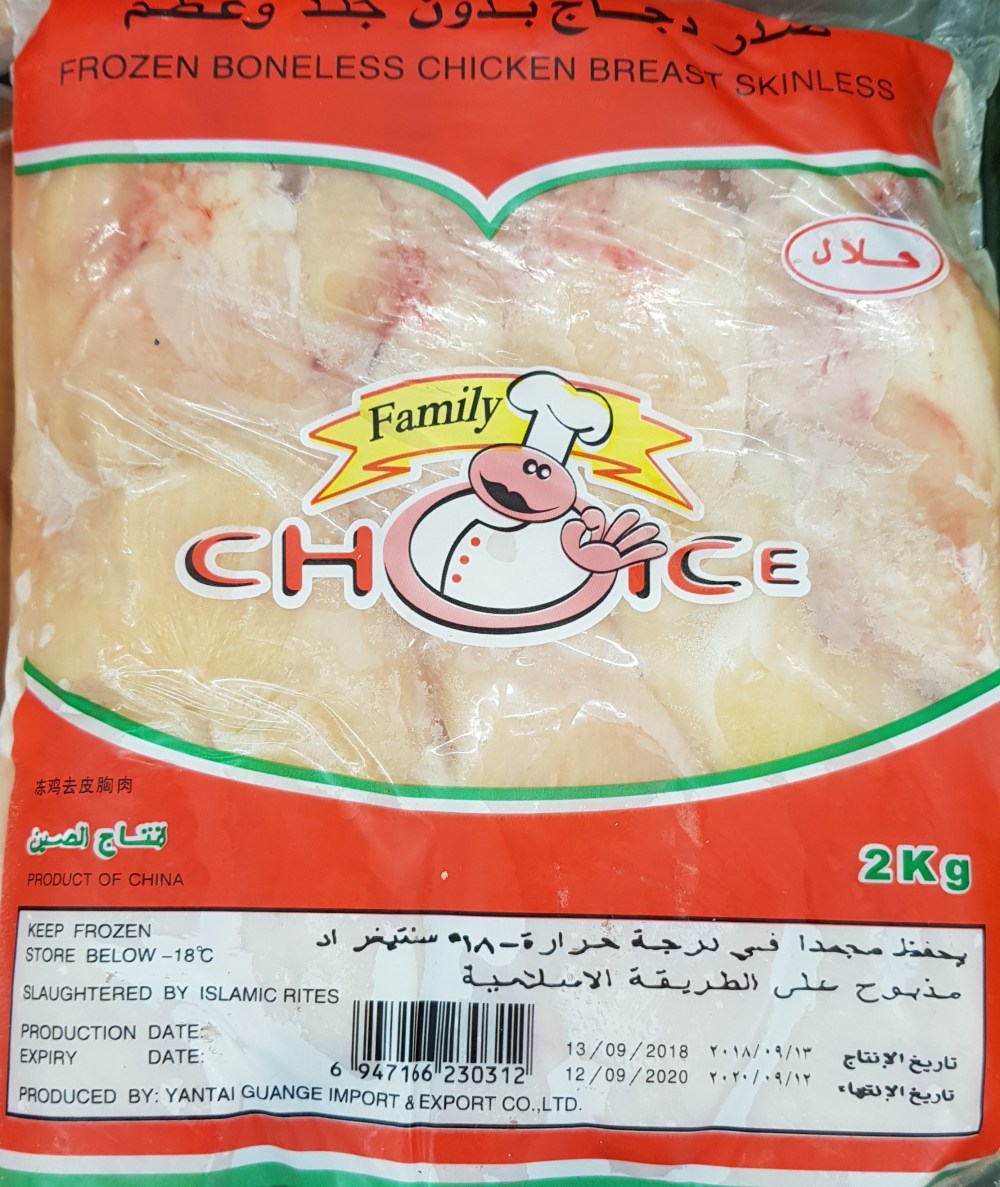 صدر دجاج بدون جلد وعظم
FROZEN BONELESS CHICKEN BREAST SKINLESS
حلال
Family
CHOICE
冻鸡去皮胸肉
انتاج الصين
PRODUCT OF CHINA
2Kg
KEEP FROZEN
STORE BELOW -18℃
يحفظ مجمدا في درجة حرارة -١٨° سنتيغراد
مذبوح على الطريقة الاسلامية
SLAUGHTERED BY ISLAMIC RITES
PRODUCTION DATE:
13/09/2018 ٢٠١٨/٠٩/١٣ تاريخ الإنتاج
EXPIRY DATE:
12/09/2020 ٢٠٢٠/٠٩/١٢ تاريخ الإنتهاء
6 947166 230312
PRODUCED BY: YANTAI GUANGE IMPORT & EXPORT CO.,LTD.